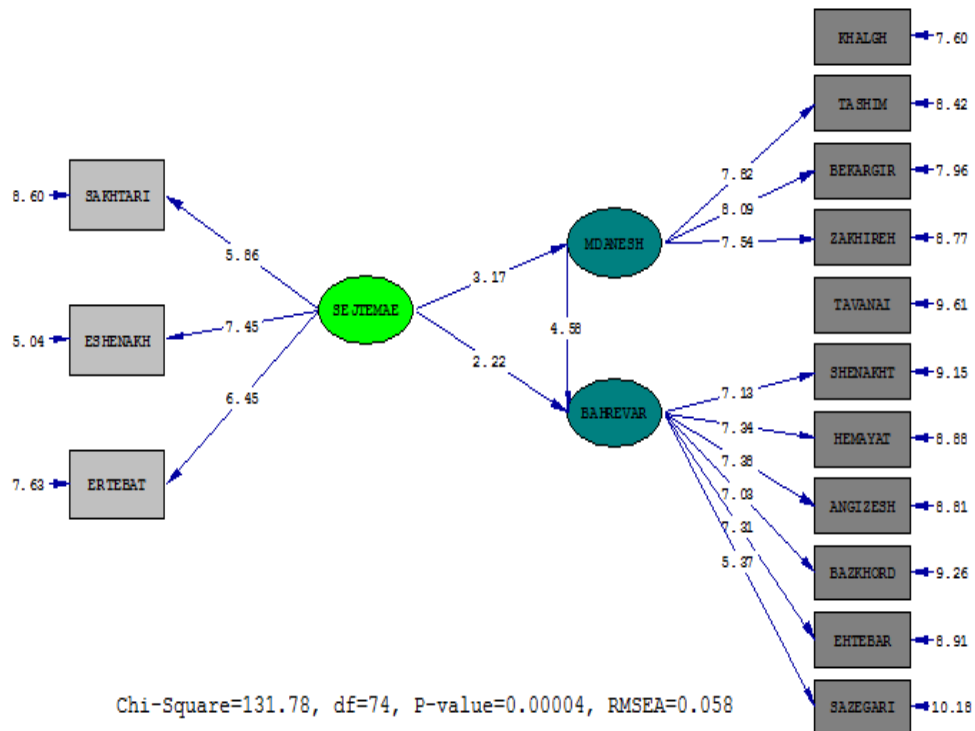 KHALGH
7.60
TASHIM
8.42
7.82
BEKARGIR
7.96
8.60
SAKHTARI
8.09
7.54
ZAKHIREH
8.77
MDANESH
5.86
3.17
SEJTEMAE
TAVANAI
9.61
5.04
ESHENAKH
7.45
4.58
2.22
SHENAKHT
9.15
7.13
6.45
BAHREVAR
7.34
HEMAYAT
8.88
7.38
7.63
ERTEBAT
7.03
ANGIZESH
8.81
7.31
5.37
BAZKHORD
9.26
EHTEBAR
8.91
SAZEGARI
10.18
Chi-Square=131.78, df=74, P-value=0.00004, RMSEA=0.058